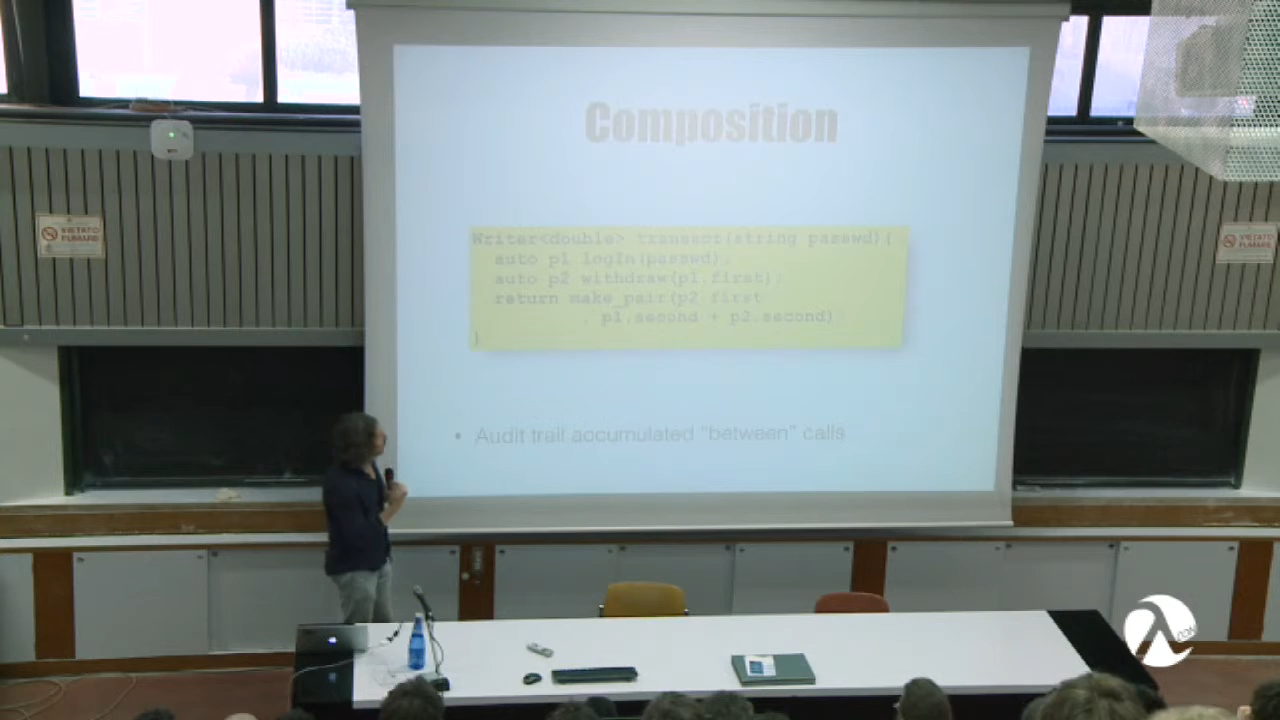 Composition
Writer<double> transact(string passwd){
auto p1 logIn(passwd);
auto p2 withdraw(p1.first);
return make_pair(p2.first
, p1.second + p2.second)
}
• Audit trail accumulated “between” calls
VIETATO
FUMARE
VIETATO
FUMARE
.COM